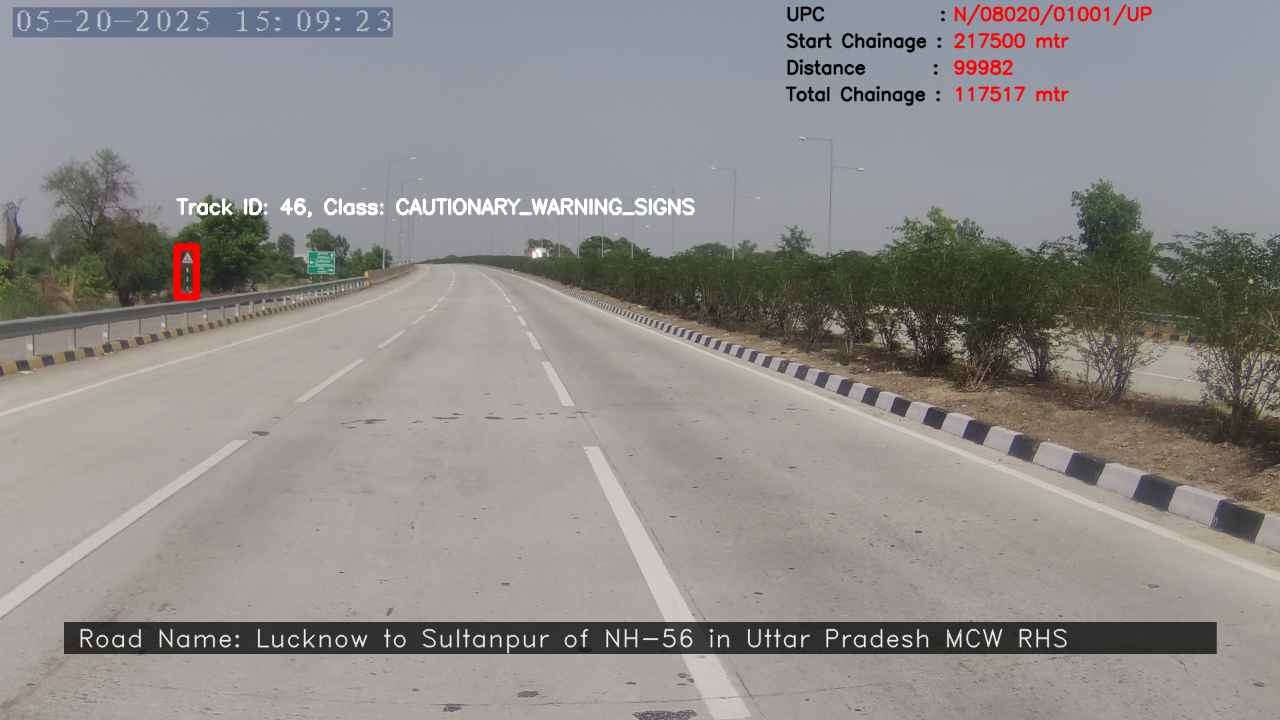 05-20-2025 15:09:23
UPC : N/08020/01001/UP
Start Chainage : 217500 mtr
Distance : 99982
Total Chainage : 117517 mtr
Track ID: 46, Class: CAUTIONARY_WARNING_SIGNS
Road Name: Lucknow to Sultanpur of NH-56 in Uttar Pradesh MCW RHS